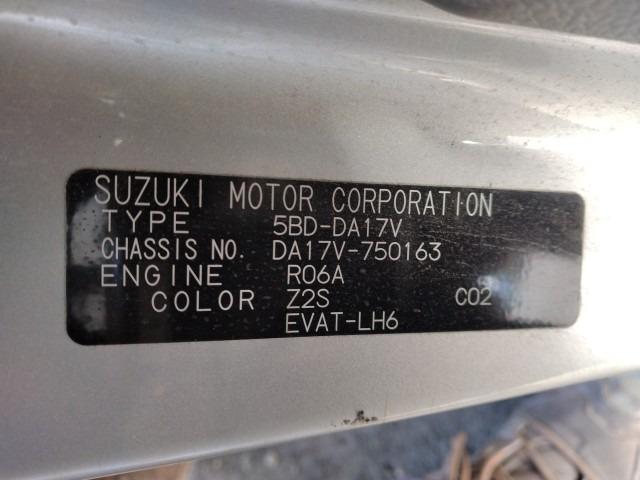 SUZUKI MOTOR CORPORATION
TYPE 5BD-DA17V
CHASSIS NO. DA17V-750163
ENGINE R06A
COLOR Z2S C02
EVAT-LH6